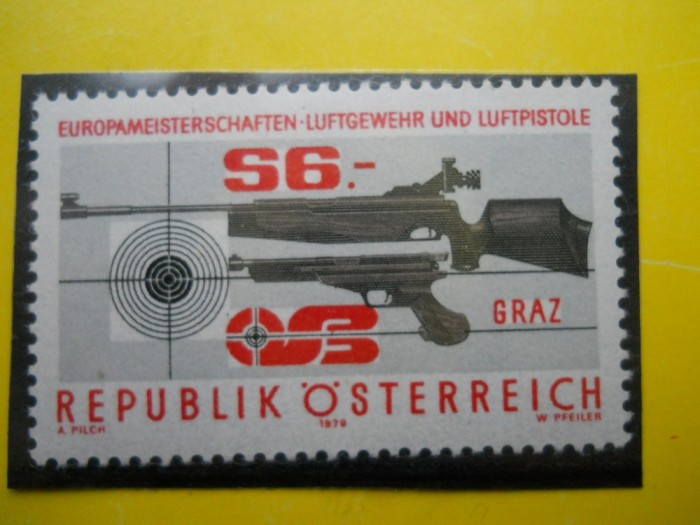 EUROPAMEISTERSCHAFTEN·LUFTGEWEHR UND LUFTPISTOLE
S6.-
GRAZ
REPUBLIK ÖSTERREICH
A. PILCH 1979 W. PFEILER